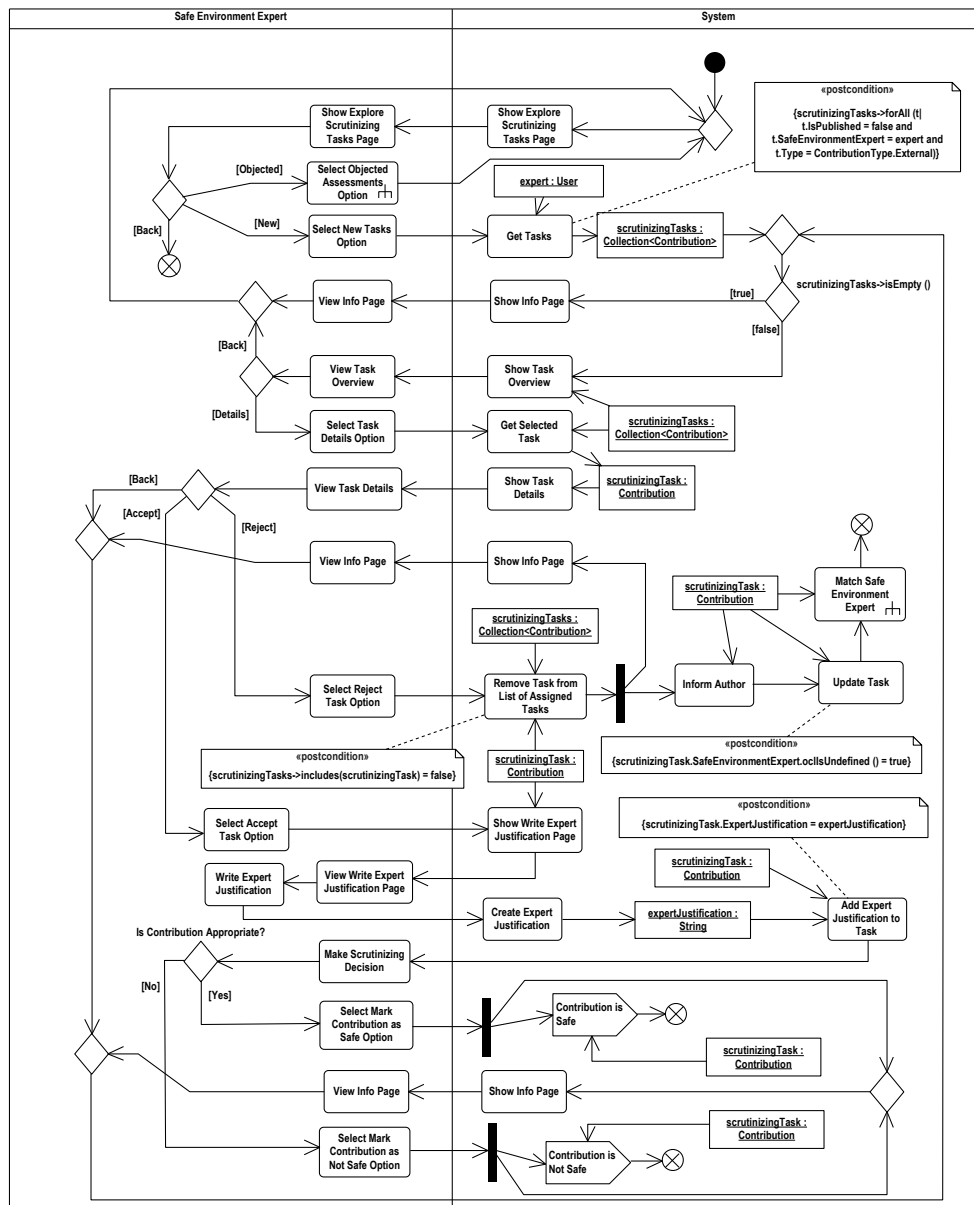 Safe Environment Expert
System
«postcondition»
{scrutinizingTasks->forAll (t|
t.IsPublished = false and
t.SafeEnvironmentExpert = expert and
t.Type = ContributionType.External)}
Show Explore
Scrutinizing
Tasks Page
Show Explore
Scrutinizing
Tasks Page
[Objected]
Select Objected
Assessments
Option
expert : User
[New]
[Back]
Select New Tasks
Option
Get Tasks
scrutinizingTasks :
Collection<Contribution>
scrutinizingTasks->isEmpty ()
[true]
View Info Page
Show Info Page
[false]
[Back]
View Task
Overview
Show Task
Overview
[Details]
Select Task
Details Option
Get Selected
Task
scrutinizingTasks :
Collection<Contribution>
[Back]
View Task Details
Show Task
Details
scrutinizingTask :
Contribution
[Accept]
[Reject]
View Info Page
Show Info Page
scrutinizingTask :
Contribution
Match Safe
Environment
Expert
scrutinizingTasks :
Collection<Contribution>
Select Reject
Task Option
Remove Task from
List of Assigned
Tasks
Inform Author
Update Task
«postcondition»
{scrutinizingTasks->includes(scrutinizingTask) = false}
scrutinizingTask :
Contribution
«postcondition»
{scrutinizingTask.SafeEnvironmentExpert.oclIsUndefined () = true}
Select Accept
Task Option
Show Write Expert
Justification Page
«postcondition»
{scrutinizingTask.ExpertJustification = expertJustification}
Write Expert
Justification
View Write Expert
Justification Page
scrutinizingTask :
Contribution
Create Expert
Justification
expertJustification :
String
Add Expert
Justification to
Task
Is Contribution Appropriate?
Make Scrutinizing
Decision
[No]
[Yes]
Select Mark
Contribution as
Safe Option
Contribution is
Safe
scrutinizingTask :
Contribution
View Info Page
Show Info Page
scrutinizingTask :
Contribution
Select Mark
Contribution as
Not Safe Option
Contribution is
Not Safe